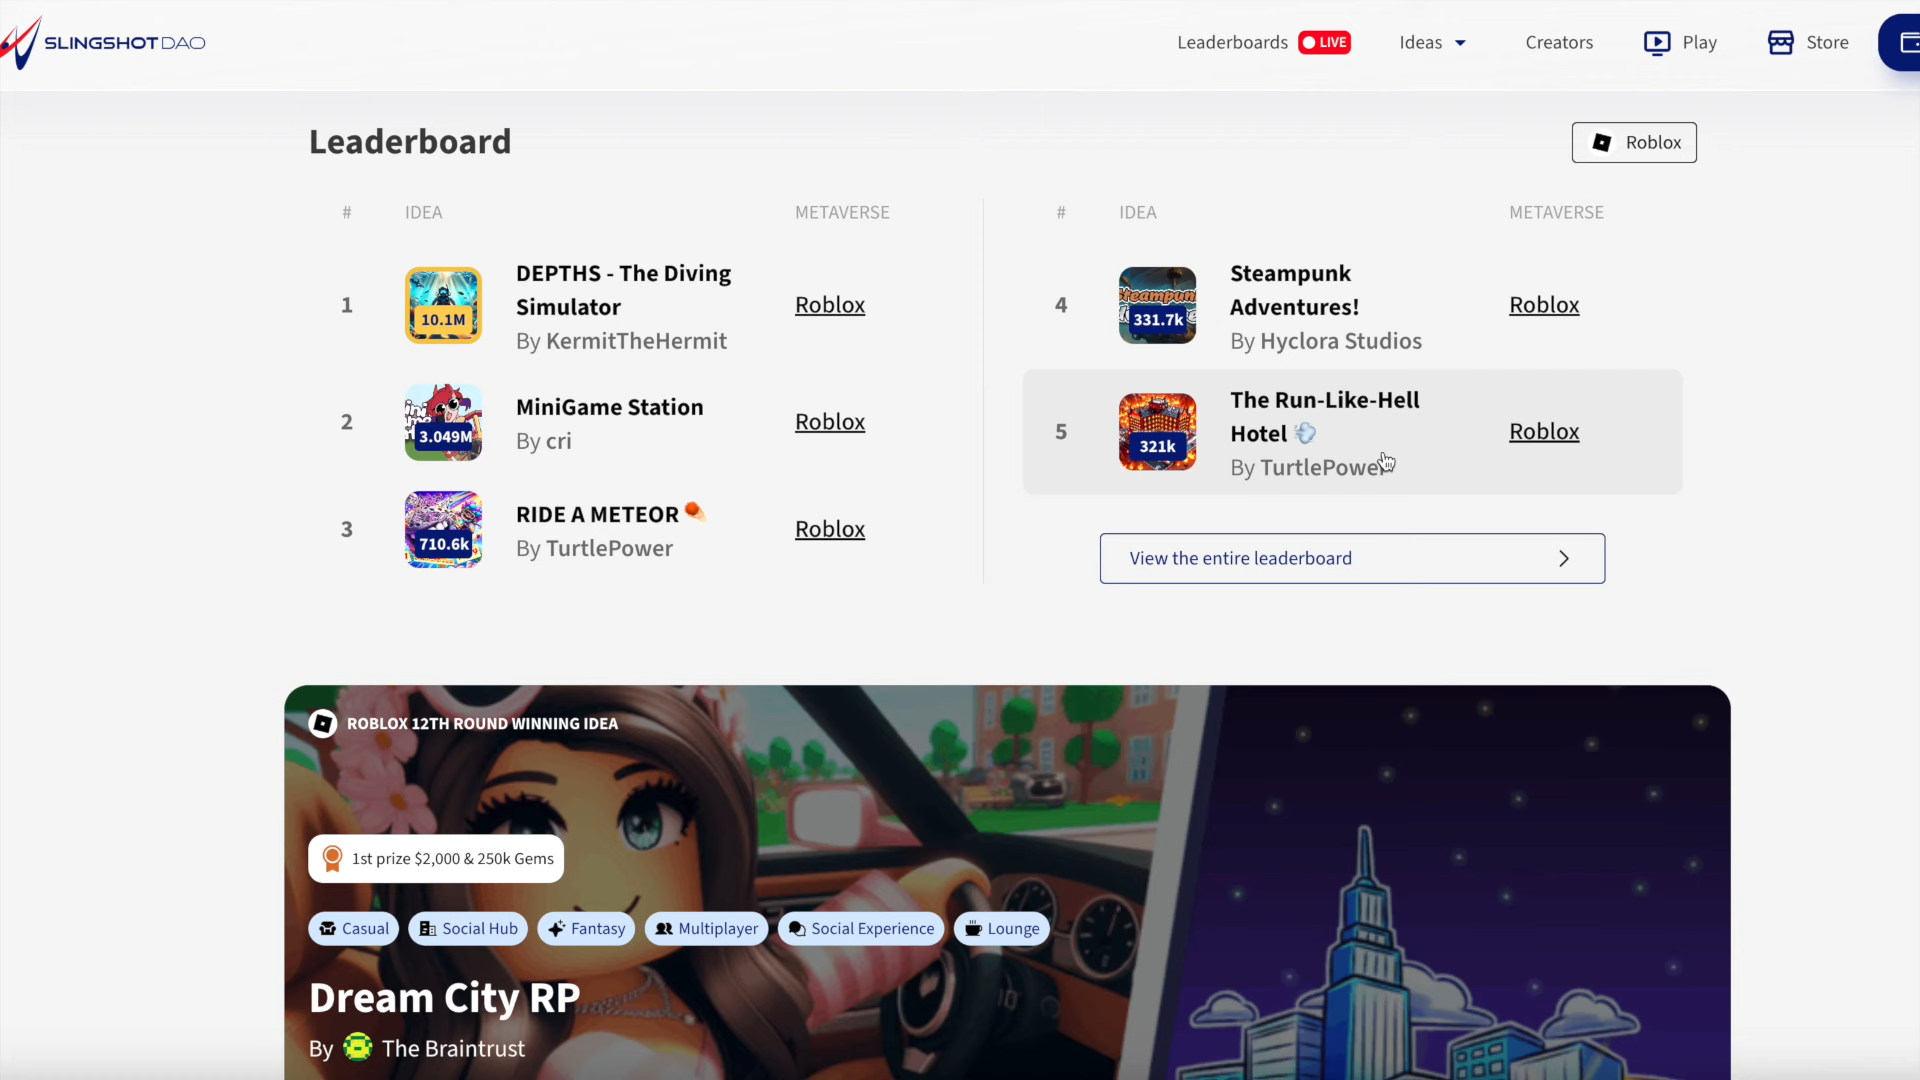 SLINGSHOT DAO
Leaderboards LIVE Ideas Creators Play Store
Leaderboard
Roblox
# IDEA METAVERSE
1
10.1M
DEPTHS - The Diving
Simulator
By KermitTheHermit
Roblox
2
3.049M
MiniGame Station
By cri
Roblox
3
710.6k
RIDE A METEOR
By TurtlePower
Roblox
# IDEA METAVERSE
4
Steampun
331.7k
Steampunk
Adventures!
By Hyclora Studios
Roblox
5
321k
The Run-Like-Hell
Hotel 💨
By TurtlePower
Roblox
View the entire leaderboard
ROBLOX 12TH ROUND WINNING IDEA
1st prize $2,000 & 250k Gems
Casual Social Hub Fantasy Multiplayer Social Experience Lounge
Dream City RP
By The Braintrust